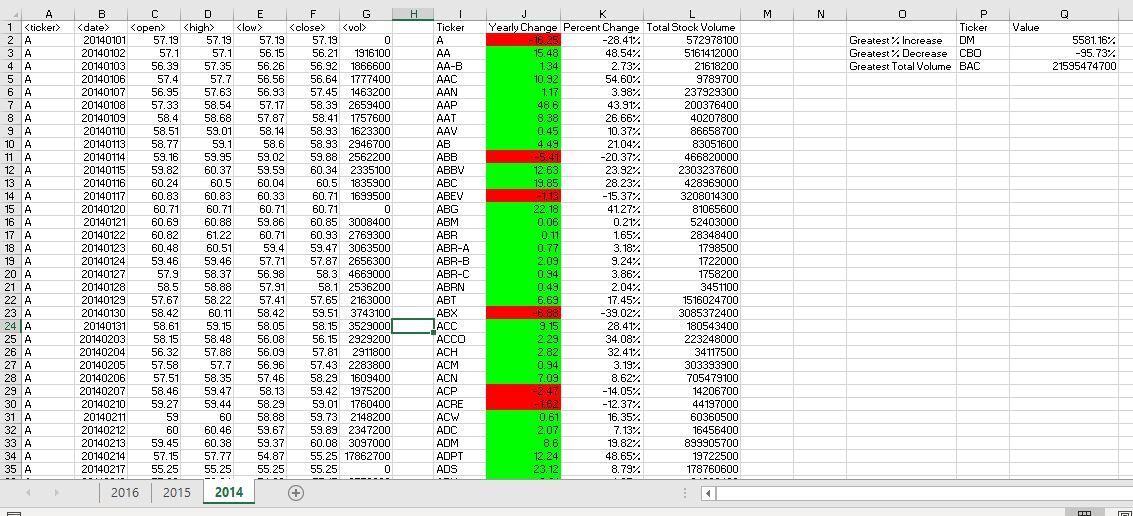 A B C D E F G H I J K L M N O P Q
1 <ticker> <date> <open> <high> <low> <close> <vol> Ticker Yearly Change Percent Change Total Stock Volume Ticker Value
2 A 20140101 57.19 57.19 57.19 57.19 0 A -16.25 -28.41% 572978100 Greatest % Increase DM 5581.16%
3 A 20140102 57.1 57.1 56.15 56.21 1916100 AA 15.48 48.54% 5161412000 Greatest % Decrease CBO -95.73%
4 A 20140103 56.39 57.35 56.26 56.92 1866600 AA-B 1.34 2.73% 21618200 Greatest Total Volume BAC 21595474700
5 A 20140106 57.4 57.7 56.56 56.64 1777400 AAC 10.92 54.60% 9789700
6 A 20140107 56.95 57.63 56.93 57.45 1463200 AAN 1.17 3.98% 237929300
7 A 20140108 57.33 58.54 57.17 58.39 2659400 AAP 48.6 43.91% 200376400
8 A 20140109 58.4 58.68 57.87 58.41 1757600 AAT 8.38 26.66% 40207800
9 A 20140110 58.51 59.01 58.14 58.93 1623300 AAV 0.45 10.37% 86658700
10 A 20140113 58.77 59.1 58.6 58.93 2946700 AB 4.49 21.04% 83051600
11 A 20140114 59.16 59.95 59.02 59.88 2562200 ABB -5.41 -20.37% 466820000
12 A 20140115 59.82 60.37 59.59 60.34 2335100 ABBV 12.63 23.92% 2303237600
13 A 20140116 60.24 60.5 60.04 60.5 1835900 ABC 19.85 28.23% 428969000
14 A 20140117 60.83 60.83 60.33 60.71 1699500 ABEV -1.13 -15.37% 3208014300
15 A 20140120 60.71 60.71 60.71 60.71 0 ABG 22.18 41.27% 81065600
16 A 20140121 60.69 60.88 59.86 60.85 3008400 ABM 0.06 0.21% 52403000
17 A 20140122 60.82 61.22 60.71 60.93 2769300 ABR 0.11 1.65% 28348400
18 A 20140123 60.48 60.51 59.4 59.47 3063500 ABR-A 0.77 3.18% 1798500
19 A 20140124 59.46 59.46 57.71 57.87 2656300 ABR-B 2.09 9.24% 1722000
20 A 20140127 57.9 58.37 56.98 58.3 4669000 ABR-C 0.94 3.86% 1758200
21 A 20140128 58.5 58.88 57.91 58.1 2536200 ABRN 0.49 2.04% 3451100
22 A 20140129 57.67 58.22 57.41 57.65 2163000 ABT 6.69 17.45% 1516024700
23 A 20140130 58.42 60.11 58.42 59.51 3743100 ABX -6.88 -39.02% 3085372400
24 A 20140131 58.61 59.15 58.05 58.15 3529000 ACC 9.15 28.41% 180543400
25 A 20140203 58.15 58.48 56.08 56.15 2929200 ACCO 2.29 34.08% 223248000
26 A 20140204 56.32 57.88 56.09 57.81 2911800 ACH 2.82 32.41% 34117500
27 A 20140205 57.58 57.7 56.96 57.43 2283800 ACM 0.94 3.19% 303393900
28 A 20140206 57.51 58.35 57.46 58.29 1609400 ACN 7.09 8.62% 705479100
29 A 20140207 58.46 59.47 58.13 59.42 1975200 ACP -2.47 -14.05% 14206700
30 A 20140210 59.27 59.44 58.29 59.01 1760400 ACRE -1.62 -12.37% 44197000
31 A 20140211 59 60 58.88 59.73 2148200 ACW 0.61 16.35% 60360500
32 A 20140212 60 60.46 59.67 59.89 2347200 ADC 2.07 7.13% 16456400
33 A 20140213 59.45 60.38 59.37 60.08 3097000 ADM 8.6 19.82% 899905700
34 A 20140214 57.15 57.77 54.87 55.25 17862700 ADPT 12.24 48.65% 19722500
35 A 20140217 55.25 55.25 55.25 55.25 0 ADS 23.12 8.79% 178760600
2016 2015 2014